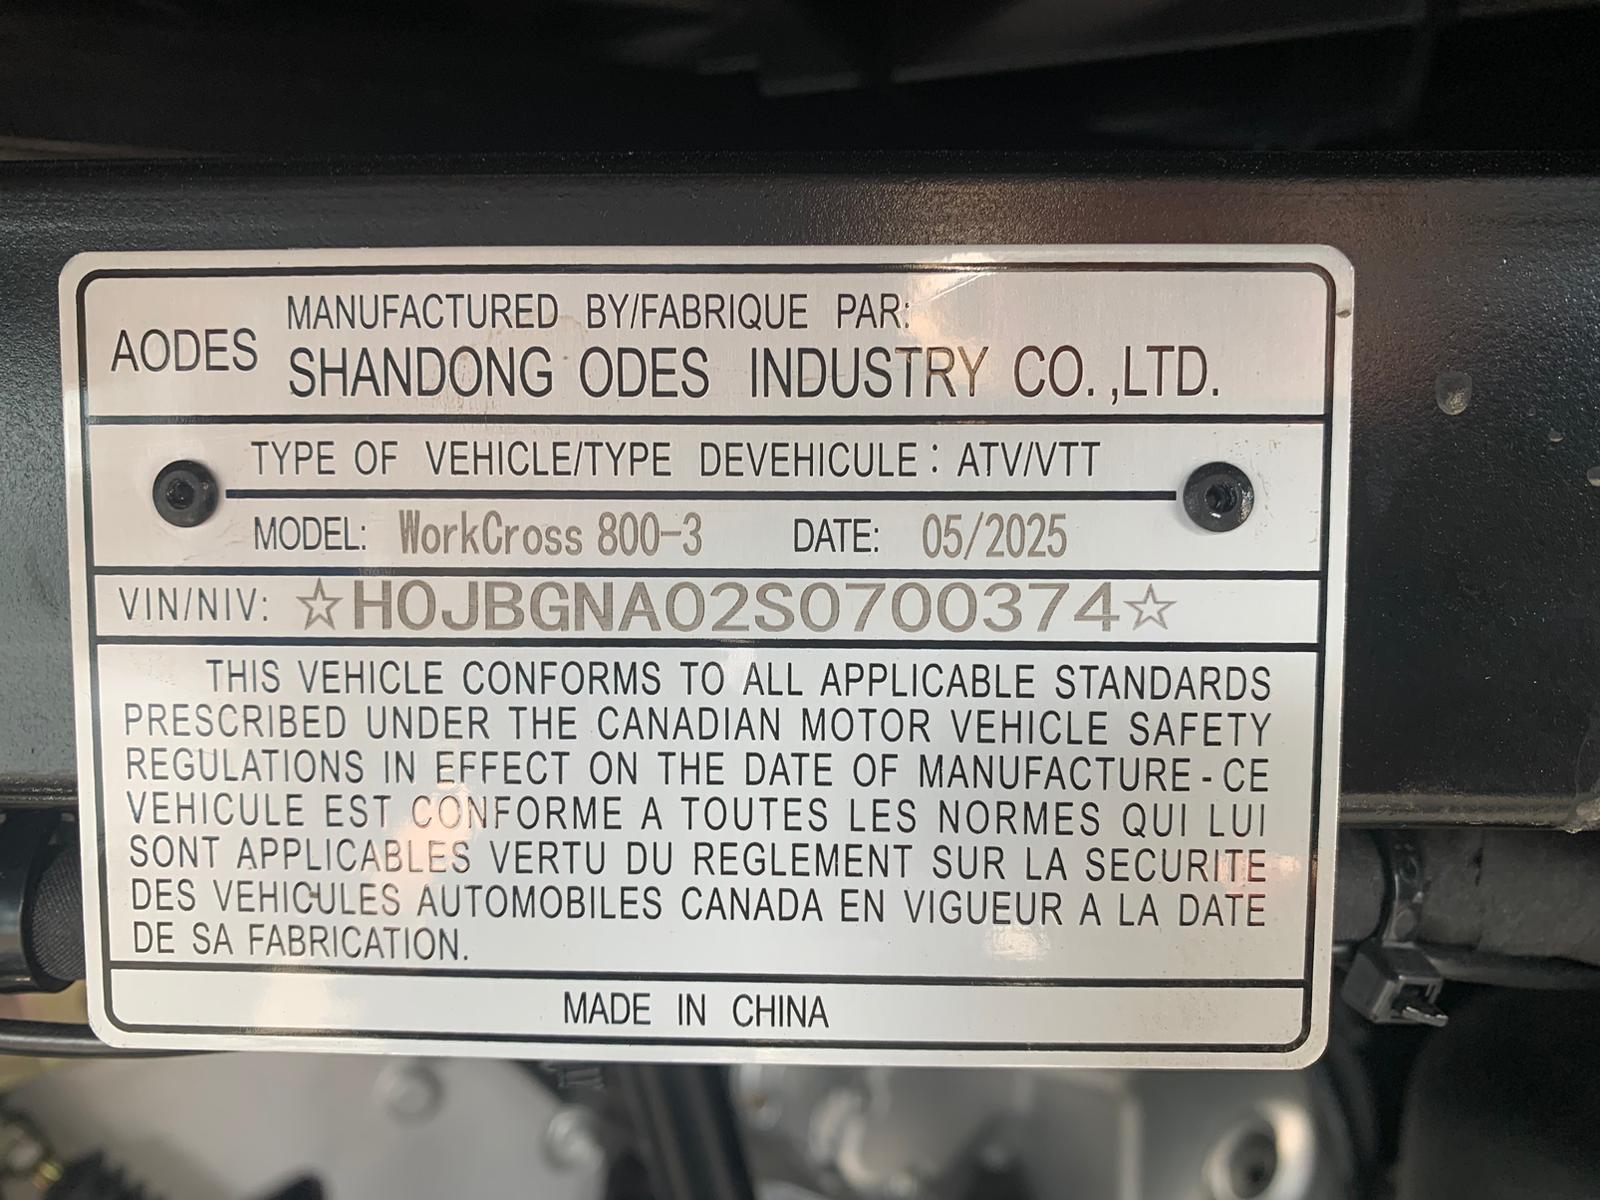 AODES
MANUFACTURED BY/FABRIQUE PAR:
SHANDONG ODES INDUSTRY CO.,LTD.
TYPE OF VEHICLE/TYPE DEVEHICULE: ATV/VTT
MODEL: WorkCross 800-3 DATE: 05/2025
VIN/NIV: ☆H0JBGNA02S0700374☆
THIS VEHICLE CONFORMS TO ALL APPLICABLE STANDARDS
PRESCRIBED UNDER THE CANADIAN MOTOR VEHICLE SAFETY
REGULATIONS IN EFFECT ON THE DATE OF MANUFACTURE - CE
VEHICULE EST CONFORME A TOUTES LES NORMES QUI LUI
SONT APPLICABLES VERTU DU REGLEMENT SUR LA SECURITE
DES VEHICULES AUTOMOBILES CANADA EN VIGUEUR A LA DATE
DE SA FABRICATION.
MADE IN CHINA